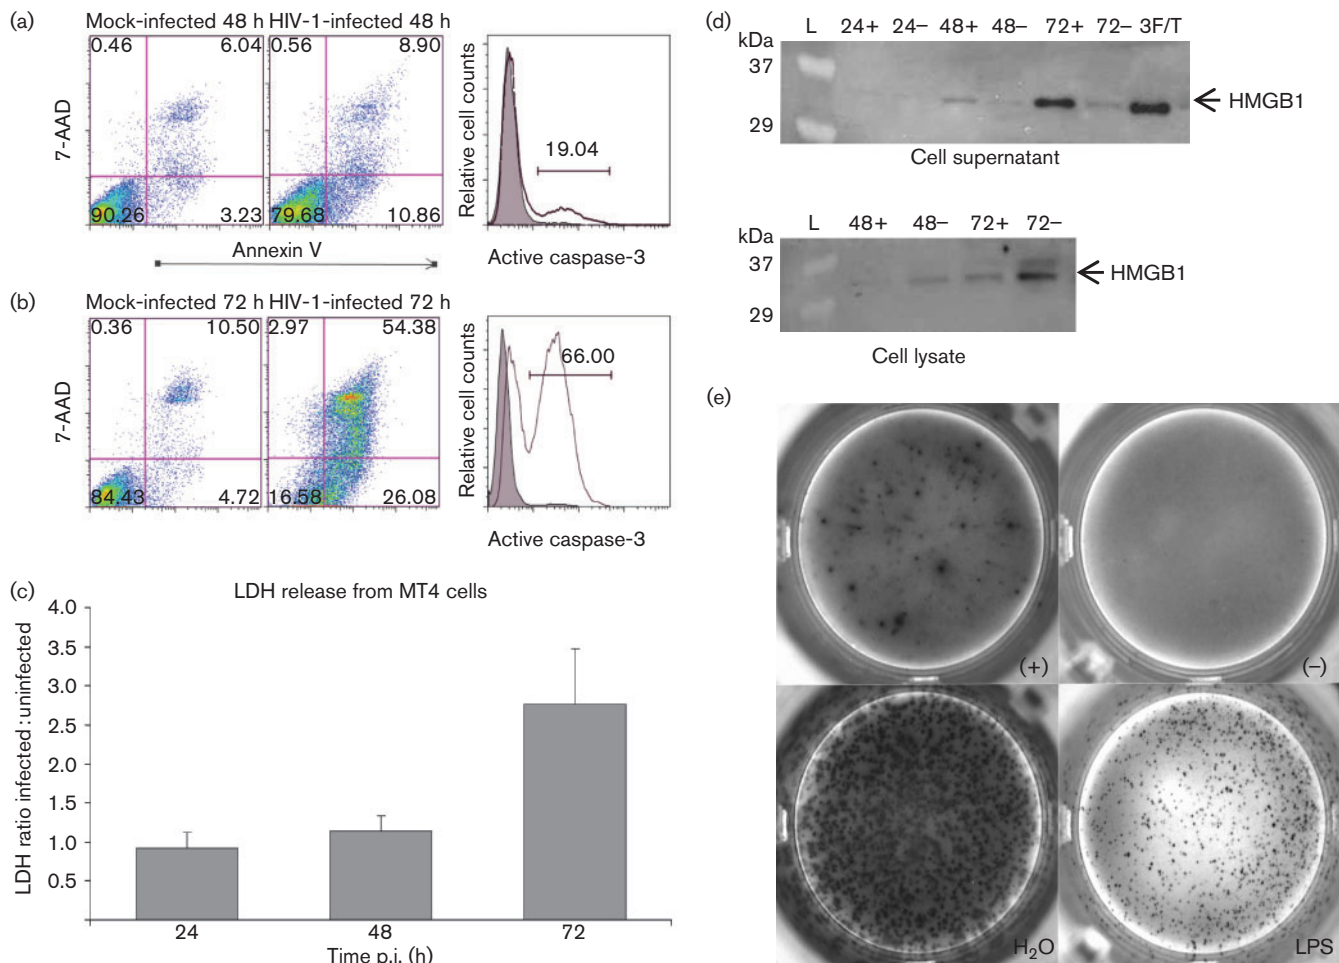 (a)
Mock-infected 48 h HIV-1-infected 48 h
0.46 6.04 0.56 8.90
7-AAD
90.26 3.23 79.68 10.86
Annexin V
Relative cell counts
19.04
Active caspase-3
(b)
Mock-infected 72 h HIV-1-infected 72 h
0.36 10.50 2.97 54.38
7-AAD
84.43 4.72 16.58 26.08
Relative cell counts
66.00
Active caspase-3
(c)
LDH release from MT4 cells
LDH ratio infected : uninfected
4.0
3.5
3.0
2.5
2.0
1.5
1.0
0.5
24 48 72
Time p.i. (h)
(d)
L 24+ 24– 48+ 48– 72+ 72– 3F/T
kDa
37
29
HMGB1
Cell supernatant
L 48+ 48– 72+ 72–
kDa
37
29
HMGB1
Cell lysate
(e)
(+) (–)
H₂O LPS